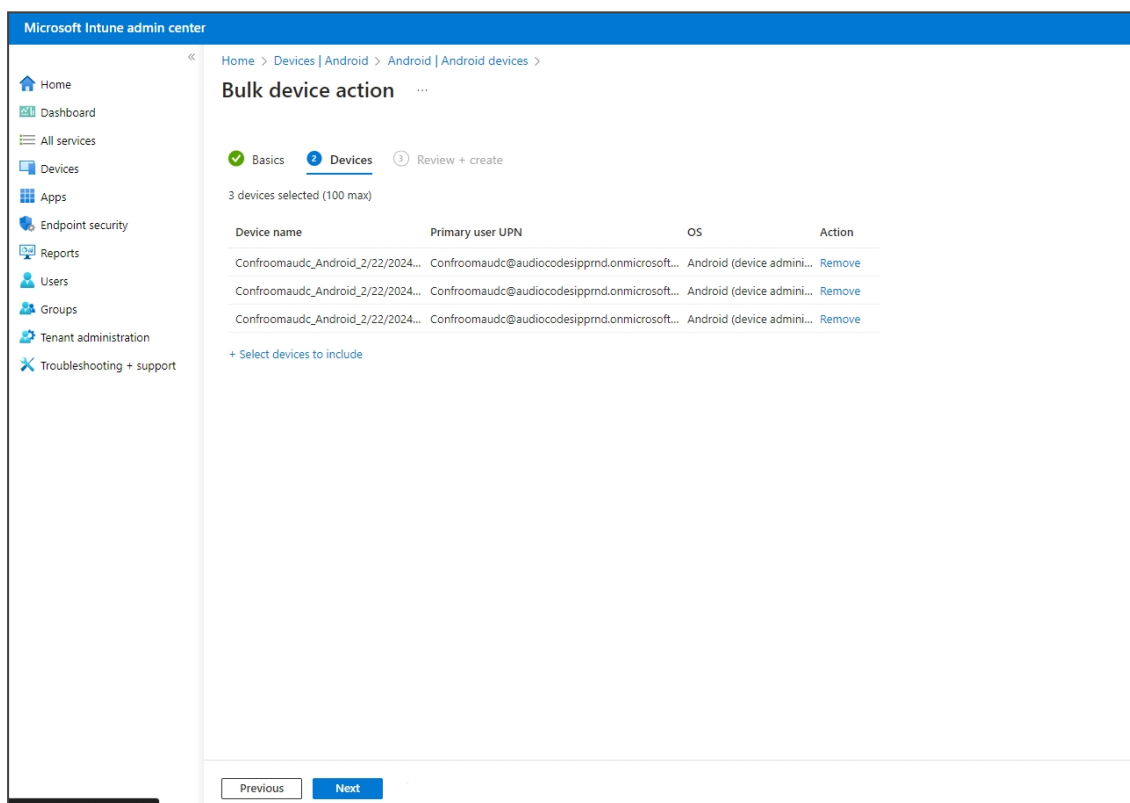 Microsoft Intune admin center
«
Home
Dashboard
All services
Devices
Apps
Endpoint security
Reports
Users
Groups
Tenant administration
Troubleshooting + support
Home > Devices | Android > Android | Android devices >
Bulk device action ...
Basics 2 Devices 3 Review + create
3 devices selected (100 max)
Device name Primary user UPN OS Action
Confroomaudc_Android_2/22/2024... Confroomaudc@audiocodesipprnd.onmicrosoft... Android (device admini... Remove
Confroomaudc_Android_2/22/2024... Confroomaudc@audiocodesipprnd.onmicrosoft... Android (device admini... Remove
Confroomaudc_Android_2/22/2024... Confroomaudc@audiocodesipprnd.onmicrosoft... Android (device admini... Remove
+ Select devices to include
Previous Next